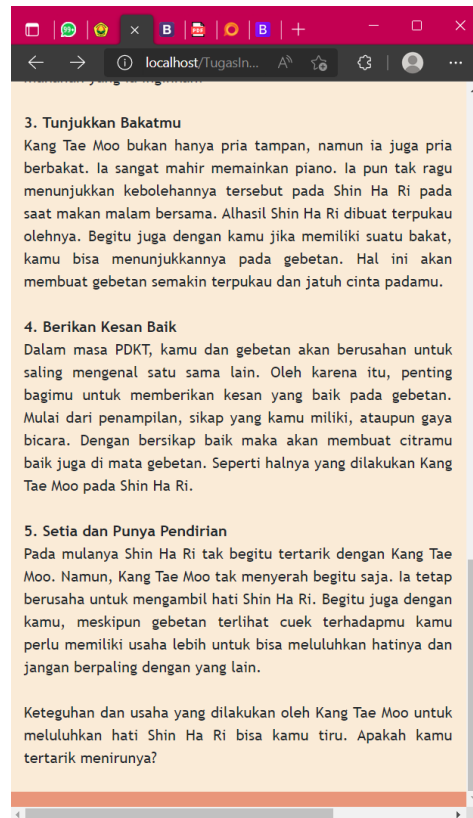 99+
B
PDF
B
localhost/TugasIn...
3. Tunjukkan Bakatmu
Kang Tae Moo bukan hanya pria tampan, namun ia juga pria
berbakat. Ia sangat mahir memainkan piano. Ia pun tak ragu
menunjukkan kebolehannya tersebut pada Shin Ha Ri pada
saat makan malam bersama. Alhasil Shin Ha Ri dibuat terpukau
olehnya. Begitu juga dengan kamu jika memiliki suatu bakat,
kamu bisa menunjukkannya pada gebetan. Hal ini akan
membuat gebetan semakin terpukau dan jatuh cinta padamu.
4. Berikan Kesan Baik
Dalam masa PDKT, kamu dan gebetan akan berusahan untuk
saling mengenal satu sama lain. Oleh karena itu, penting
bagimu untuk memberikan kesan yang baik pada gebetan.
Mulai dari penampilan, sikap yang kamu miliki, ataupun gaya
bicara. Dengan bersikap baik maka akan membuat citramu
baik juga di mata gebetan. Seperti halnya yang dilakukan Kang
Tae Moo pada Shin Ha Ri.
5. Setia dan Punya Pendirian
Pada mulanya Shin Ha Ri tak begitu tertarik dengan Kang Tae
Moo. Namun, Kang Tae Moo tak menyerah begitu saja. Ia tetap
berusaha untuk mengambil hati Shin Ha Ri. Begitu juga dengan
kamu, meskipun gebetan terlihat cuek terhadapmu kamu
perlu memiliki usaha lebih untuk bisa meluluhkan hatinya dan
jangan berpaling dengan yang lain.
Keteguhan dan usaha yang dilakukan oleh Kang Tae Moo untuk
meluluhkan hati Shin Ha Ri bisa kamu tiru. Apakah kamu
tertarik menirunya?